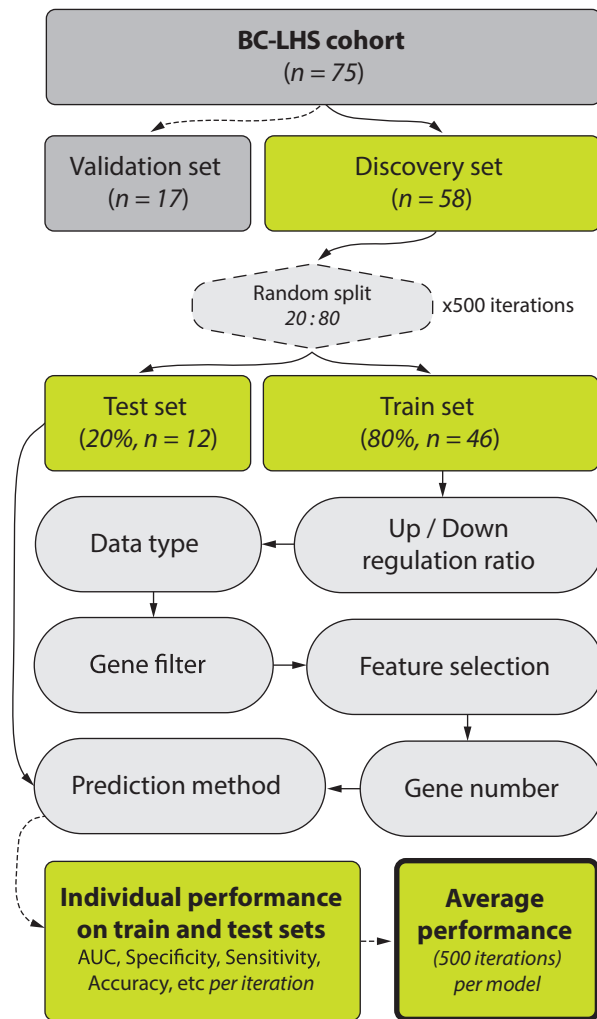 BC-LHS cohort
(n = 75)
Validation set
(n = 17)
Discovery set
(n = 58)
Random split
20 : 80
x500 iterations
Test set
(20%, n = 12)
Train set
(80%, n = 46)
Data type
Up / Down
regulation ratio
Gene filter
Feature selection
Prediction method
Gene number
Individual performance
on train and test sets
AUC, Specificity, Sensitivity,
Accuracy, etc per iteration
Average
performance
(500 iterations)
per model